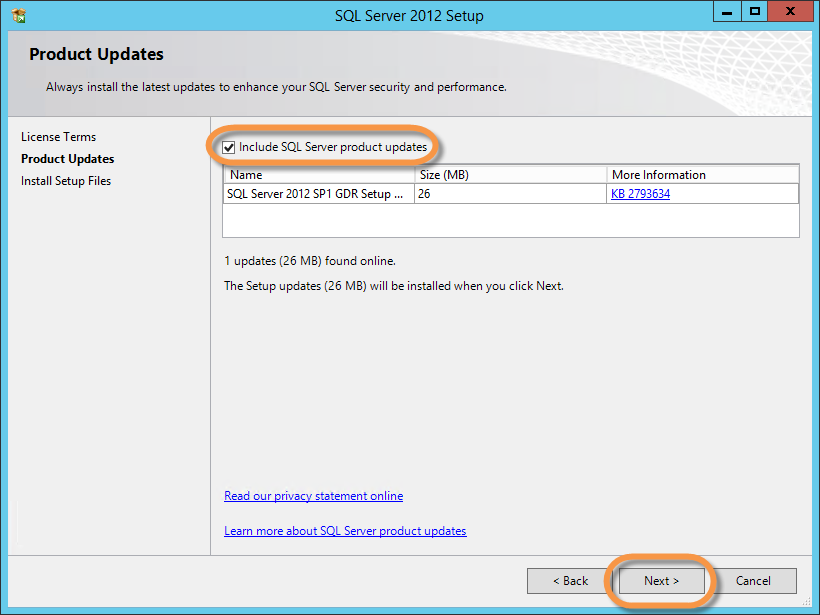 SQL Server 2012 Setup
Product Updates
Always install the latest updates to enhance your SQL Server security and performance.
License Terms
Product Updates
Install Setup Files
Include SQL Server product updates
Name Size (MB) More Information
SQL Server 2012 SP1 GDR Setup ... 26 KB 2793634
1 updates (26 MB) found online.
The Setup updates (26 MB) will be installed when you click Next.
Read our privacy statement online
Learn more about SQL Server product updates
< Back Next > Cancel